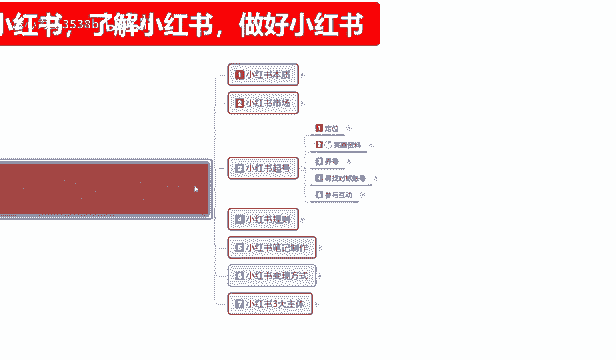 小红书，了解小红书，做好小红书
1 小红书本质
2 小红书市场
3 小红书起号
1 定位
2 完善资料
3 养号
4 寻找对标账号
5 参与互动
4 小红书规则
5 小红书笔记制作
6 小红书变现方式
7 小红书3大主体